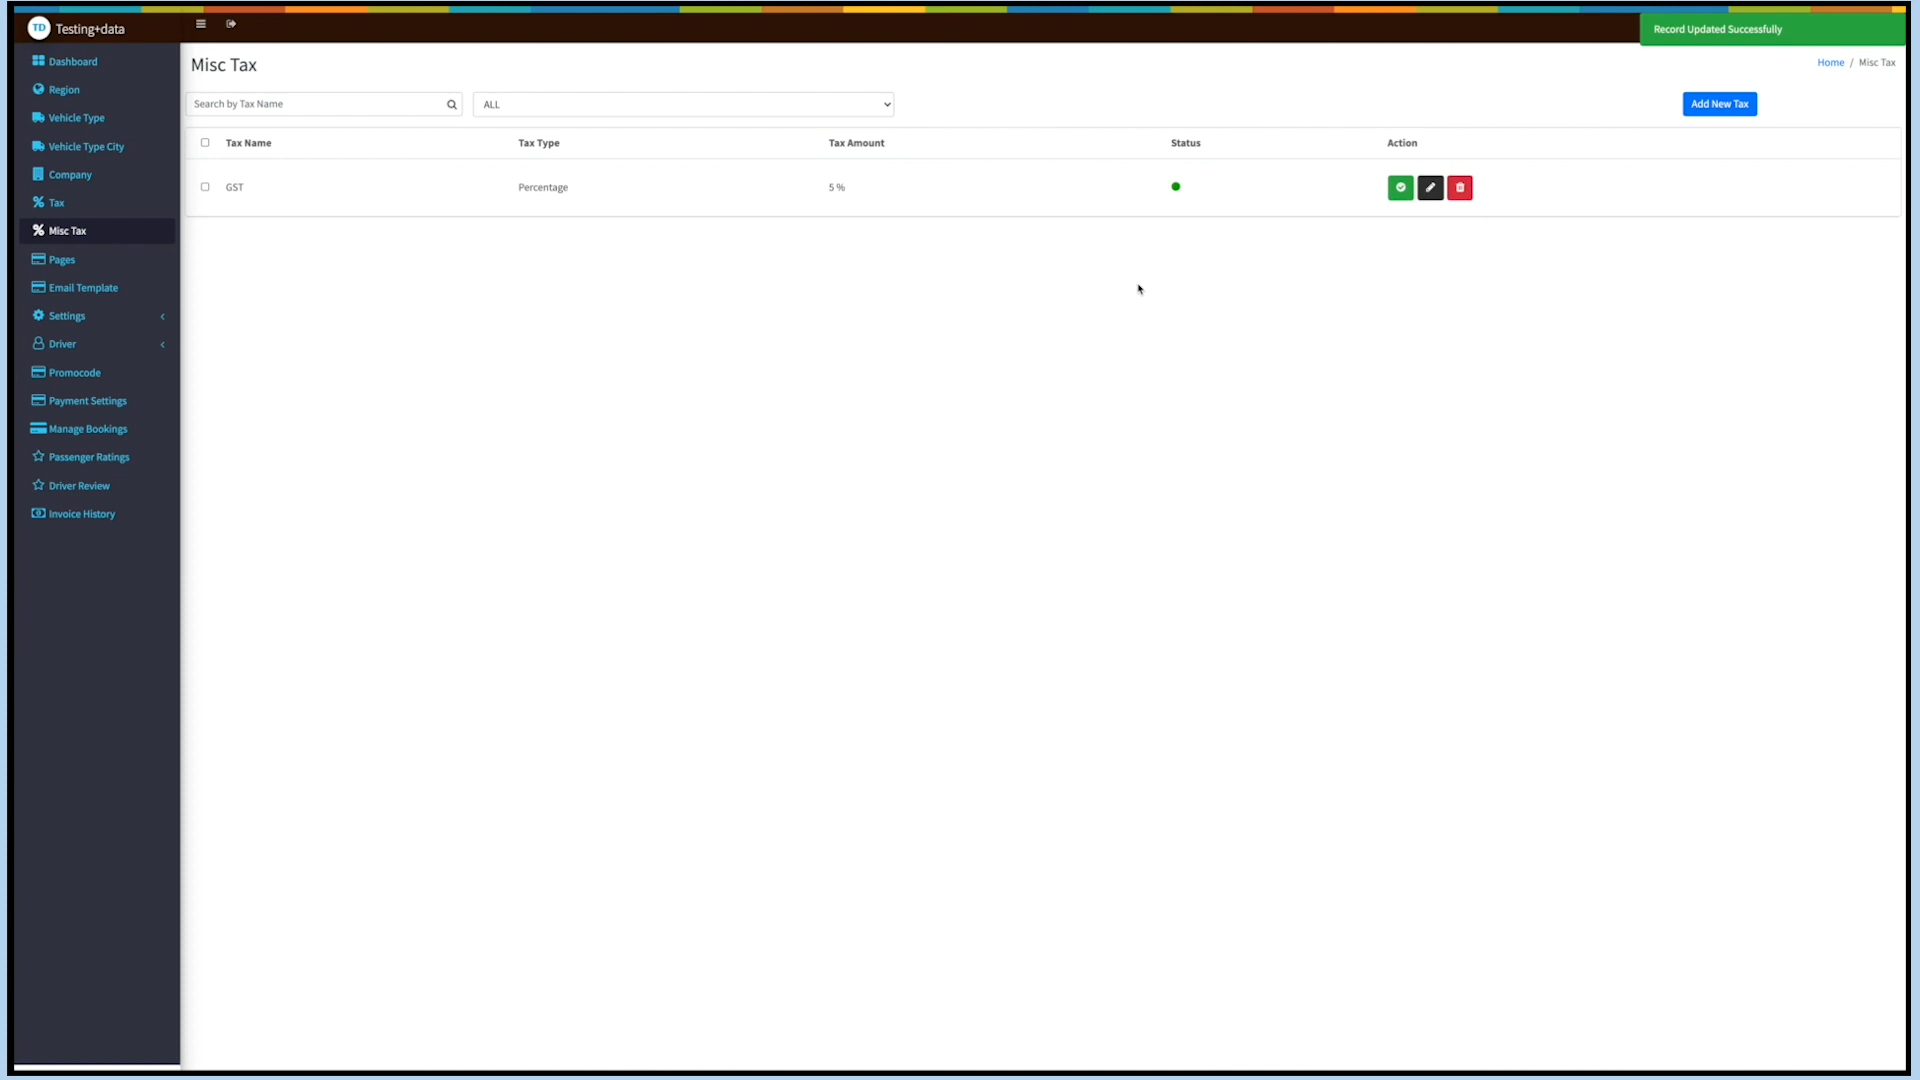 TD Testing+data
Record Updated Successfully
Dashboard
Region
Vehicle Type
Vehicle Type City
Company
Tax
Misc Tax
Pages
Email Template
Settings
Driver
Promocode
Payment Settings
Manage Bookings
Passenger Ratings
Driver Review
Invoice History
Misc Tax
Home / Misc Tax
Search by Tax Name
ALL
Add New Tax
Tax Name Tax Type Tax Amount Status Action
GST Percentage 5 %